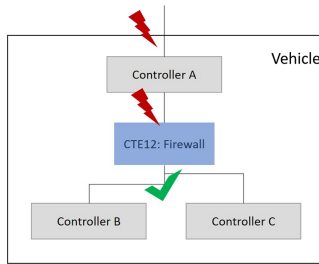 Vehicle
Controller A
CTE12: Firewall
Controller B
Controller C